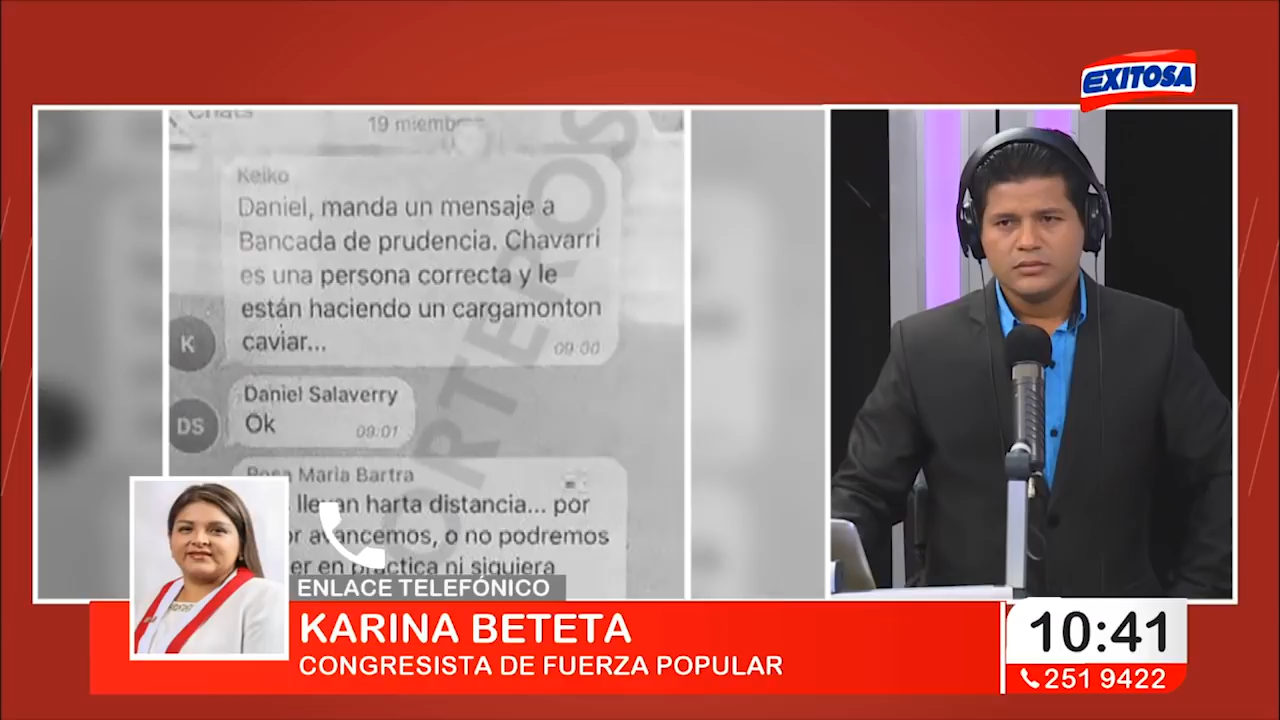 EXITOSA
Chats
19 miembros
Keiko
Daniel, manda un mensaje a
Bancada de prudencia. Chavarri
es una persona correcta y le
están haciendo un cargamonton
caviar...
K
09:00
Daniel Salaverry
DS
Ok
09:01
Rosa Maria Bartra
llevan harta distancia... por
avancemos, o no podremos
en práctica ni siquiera
ENLACE TELEFÓNICO
KARINA BETETA
CONGRESISTA DE FUERZA POPULAR
10:41
251 9422